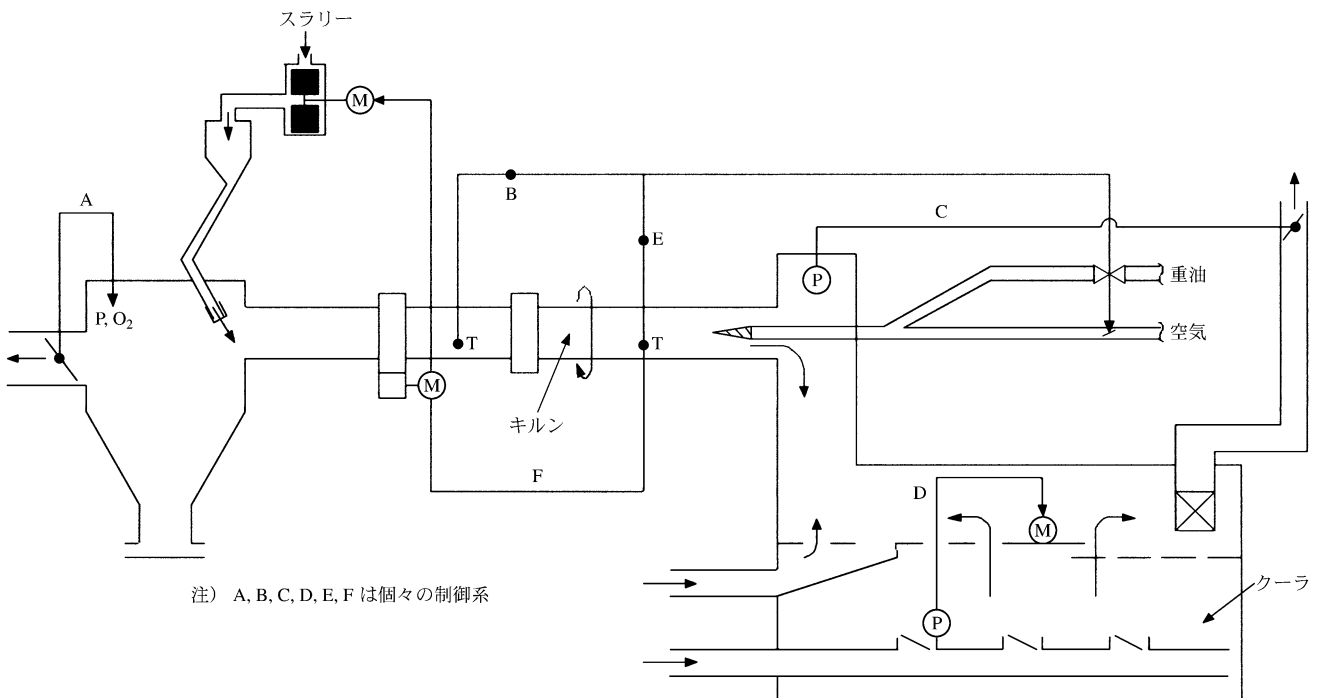 スラリー
M
A
B
E
C
P
重油
P, O2
空気
T
T
M
キルン
F
D
M
P
クーラ
注） A, B, C, D, E, F は個々の制御系